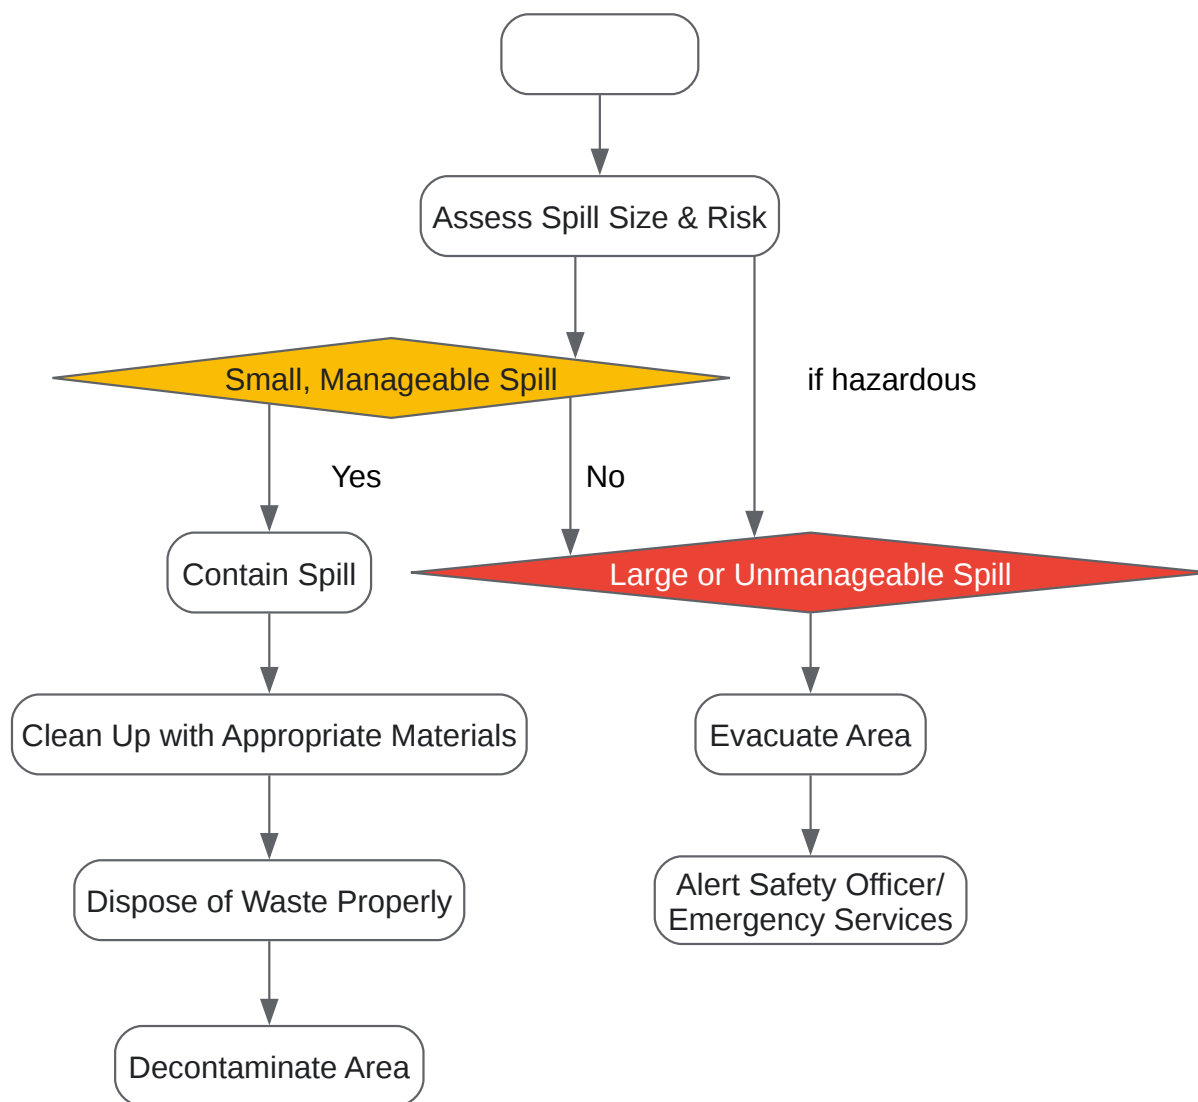 Assess Spill Size & Risk
Small, Manageable Spill
if hazardous
Yes
No
Contain Spill
Large or Unmanageable Spill
Clean Up with Appropriate Materials
Evacuate Area
Dispose of Waste Properly
Alert Safety Officer/
Emergency Services
Decontaminate Area